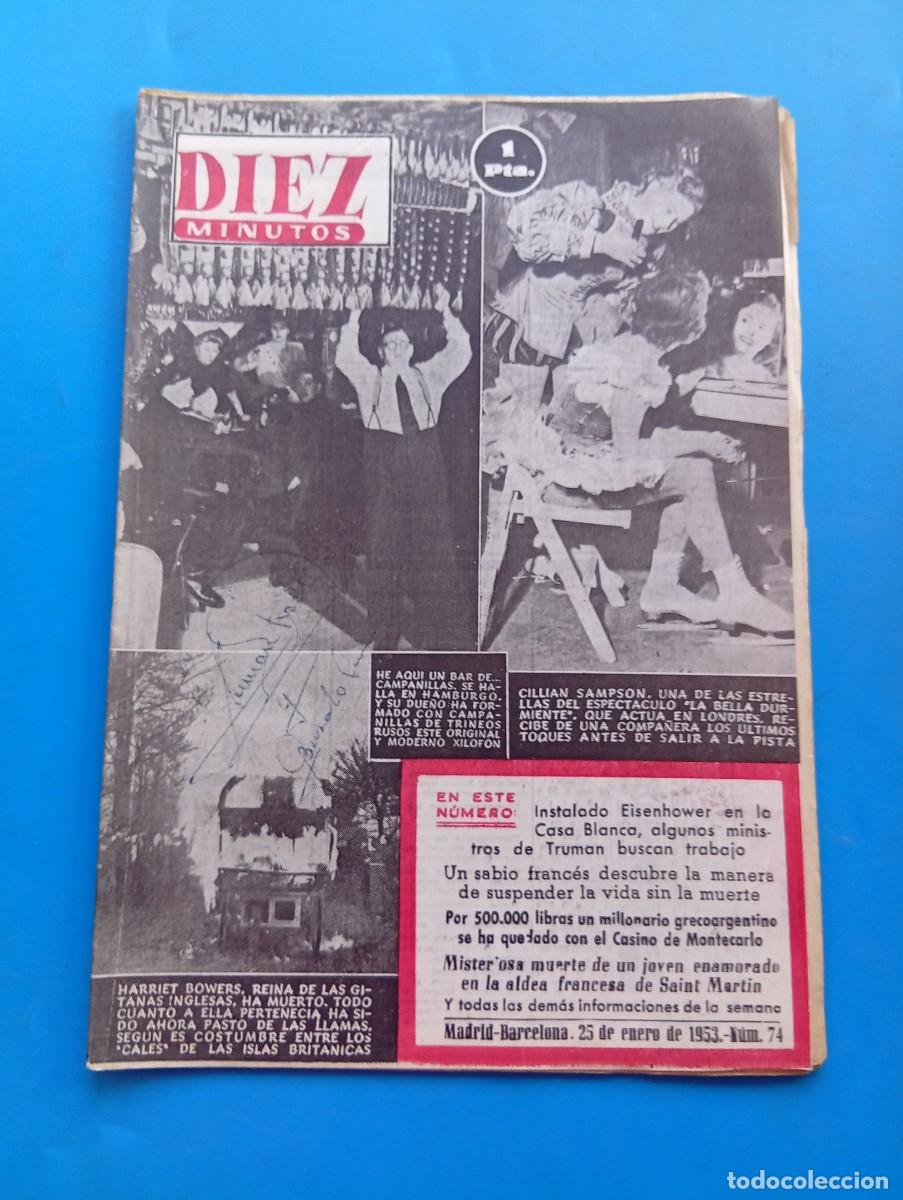 DIEZ
MINUTOS
1
Pta.
HE AQUI UN BAR DE...
CAMPANILLAS. SE HA-
LLA EN HAMBURGO,
Y SU DUEÑO HA FOR-
MADO CON CAMPA-
NILLAS DE TRINEOS
RUSOS ESTE ORIGINAL
Y MODERNO XILOFON
CILLIAN SAMPSON, UNA DE LAS ESTRE-
LLAS DEL ESPECTACULO "LA BELLA DUR-
MIENTE", QUE ACTUA EN LONDRES, RE-
CIBE DE UNA COMPAÑERA LOS ULTIMOS
TOQUES ANTES DE SALIR A LA PISTA
HARRIET BOWERS, REINA DE LAS GI-
TANAS INGLESAS, HA MUERTO. TODO
CUANTO A ELLA PERTENECIA HA SI-
DO AHORA PASTO DE LAS LLAMAS,
SEGUN ES COSTUMBRE ENTRE LOS
"CALES" DE LAS ISLAS BRITANICAS
EN ESTE
NÚMERO:
Instalado Eisenhower en la
Casa Blanca, algunos minis-
tros de Truman buscan trabajo
Un sabio francés descubre la manera
de suspender la vida sin la muerte
Por 500.000 libras un millonario grecoargentino
se ha quedado con el Casino de Montecarlo
Misteriosa muerte de un joven enamorado
en la aldea francesa de Saint Martin
Y todas las demás informaciones de la semana
Madrid-Barcelona. 25 de enero de 1953.-Núm. 74
todocoleccion